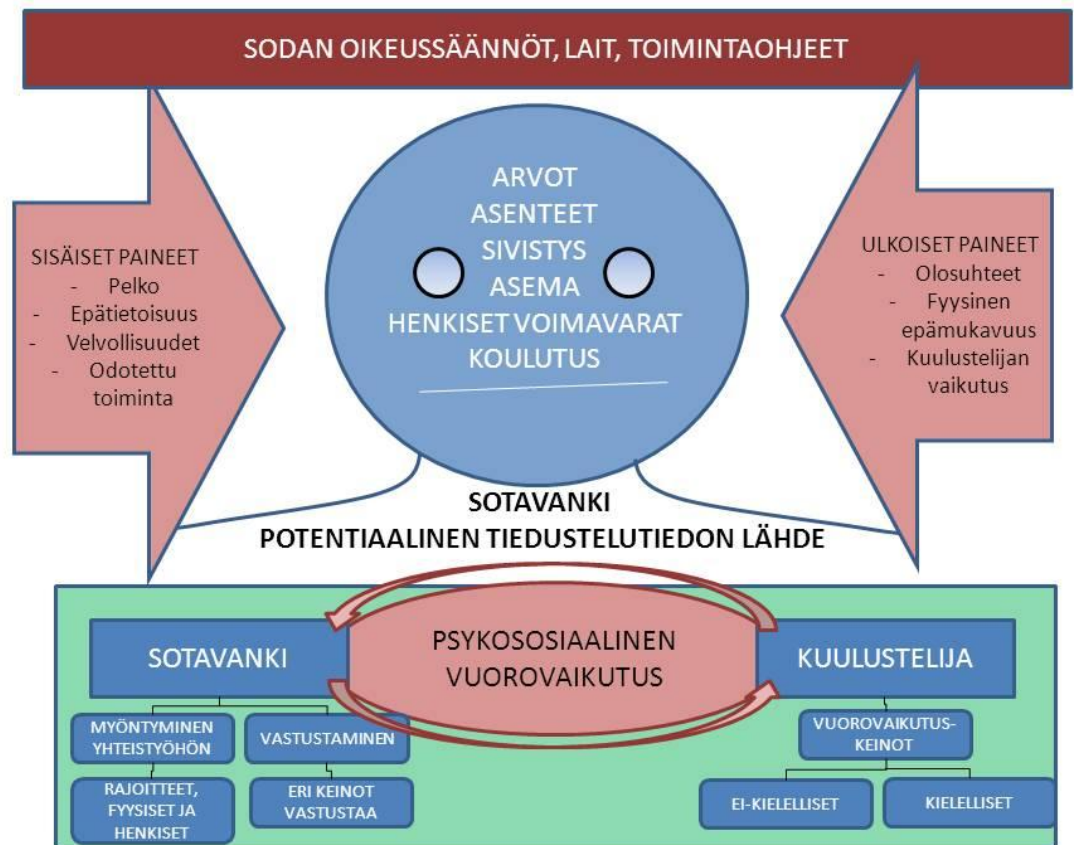 SODAN OIKEUSSÄÄNNÖT, LAIT, TOIMINTAOHJEET
SISÄISET PAINEET
- Pelko
- Epätietoisuus
- Velvollisuudet
- Odotettu
toiminta
ARVOT
ASENTEET
SIVISTYS
ASEMA
HENKISET VOIMAVARAT
KOULUTUS
ULKOISET PAINEET
- Olosuhteet
- Fyysinen
epämukavuus
- Kuulustelijan
vaikutus
SOTAVANKI
POTENTIAALINEN TIEDUSTELUTIEDON LÄHDE
SOTAVANKI
PSYKOSOSIAALINEN
VUOROVAIKUTUS
KUULUSTELIJA
MYÖNTYMINEN
YHTEISTYÖHÖN
VASTUSTAMINEN
RAJOITTEET,
FYYSISET JA
HENKISET
ERI KEINOT
VASTUSTAA
VUOROVAIKUTUS-
KEINOT
EI-KIELELLISET
KIELELLISET